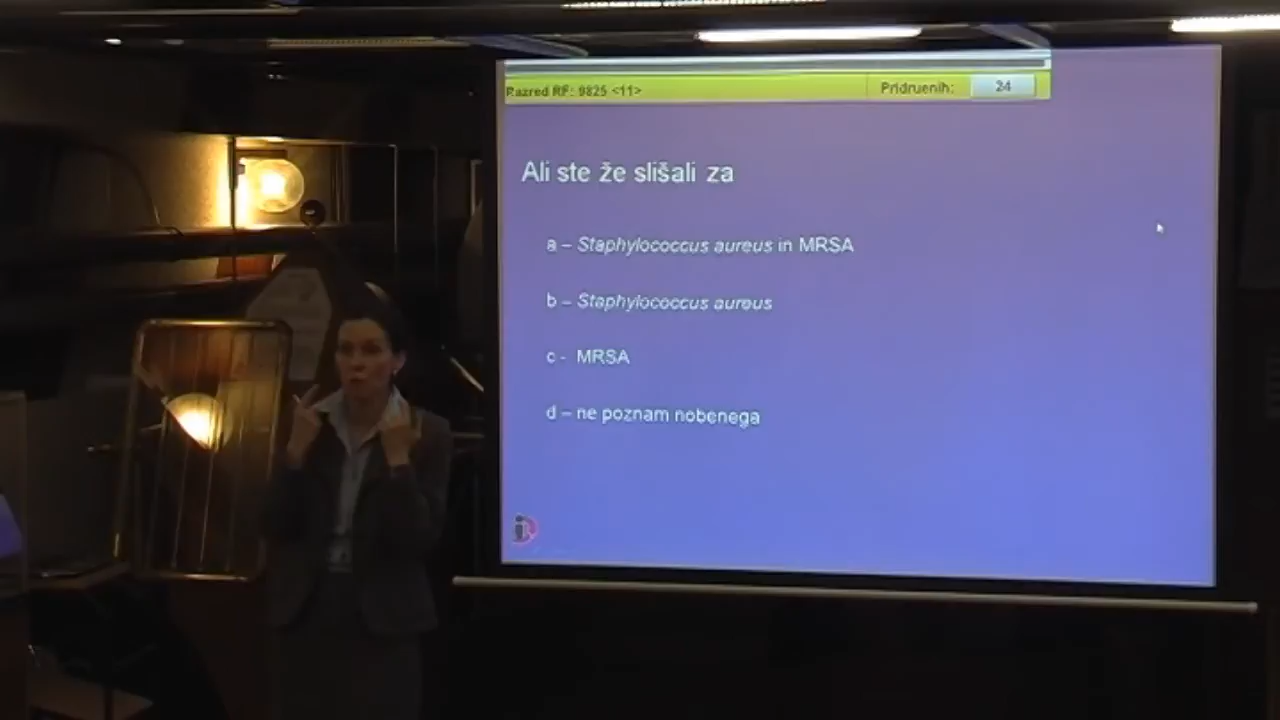 Razred RF: 9825 <11>
Pridruenih: 24
Ali ste že slišali za
a – Staphylococcus aureus in MRSA
b – Staphylococcus aureus
c - MRSA
d – ne poznam nobenega